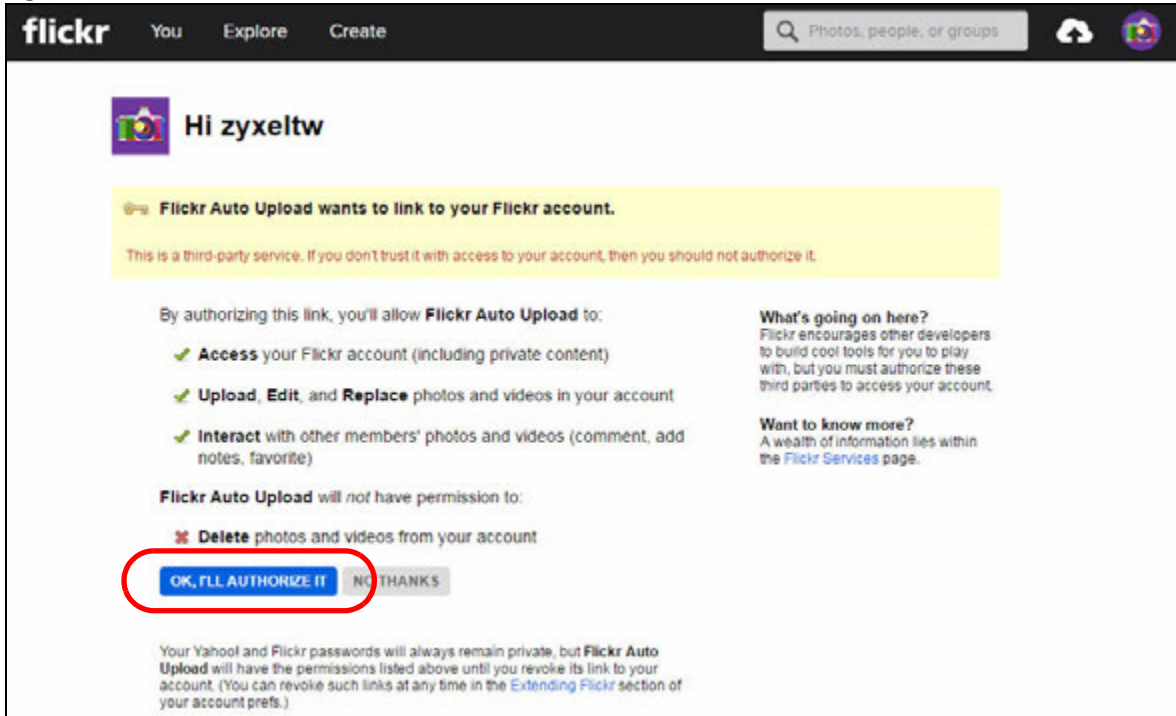 flickr You Explore Create Photos, people, or groups
Hi zyxeltw
Flickr Auto Upload wants to link to your Flickr account.
This is a third-party service. If you don't trust it with access to your account, then you should not authorize it.
By authorizing this link, you'll allow Flickr Auto Upload to:
Access your Flickr account (including private content)
Upload, Edit, and Replace photos and videos in your account
Interact with other members' photos and videos (comment, add
notes, favorite)
Flickr Auto Upload will not have permission to:
Delete photos and videos from your account
OK, I'LL AUTHORIZE IT NO THANKS
Your Yahoo! and Flickr passwords will always remain private, but Flickr Auto
Upload will have the permissions listed above until you revoke its link to your
account. (You can revoke such links at any time in the Extending Flickr section of
your account prefs.)
What's going on here?
Flickr encourages other developers
to build cool tools for you to play
with, but you must authorize these
third parties to access your account.
Want to know more?
A wealth of information lies within
the Flickr Services page.